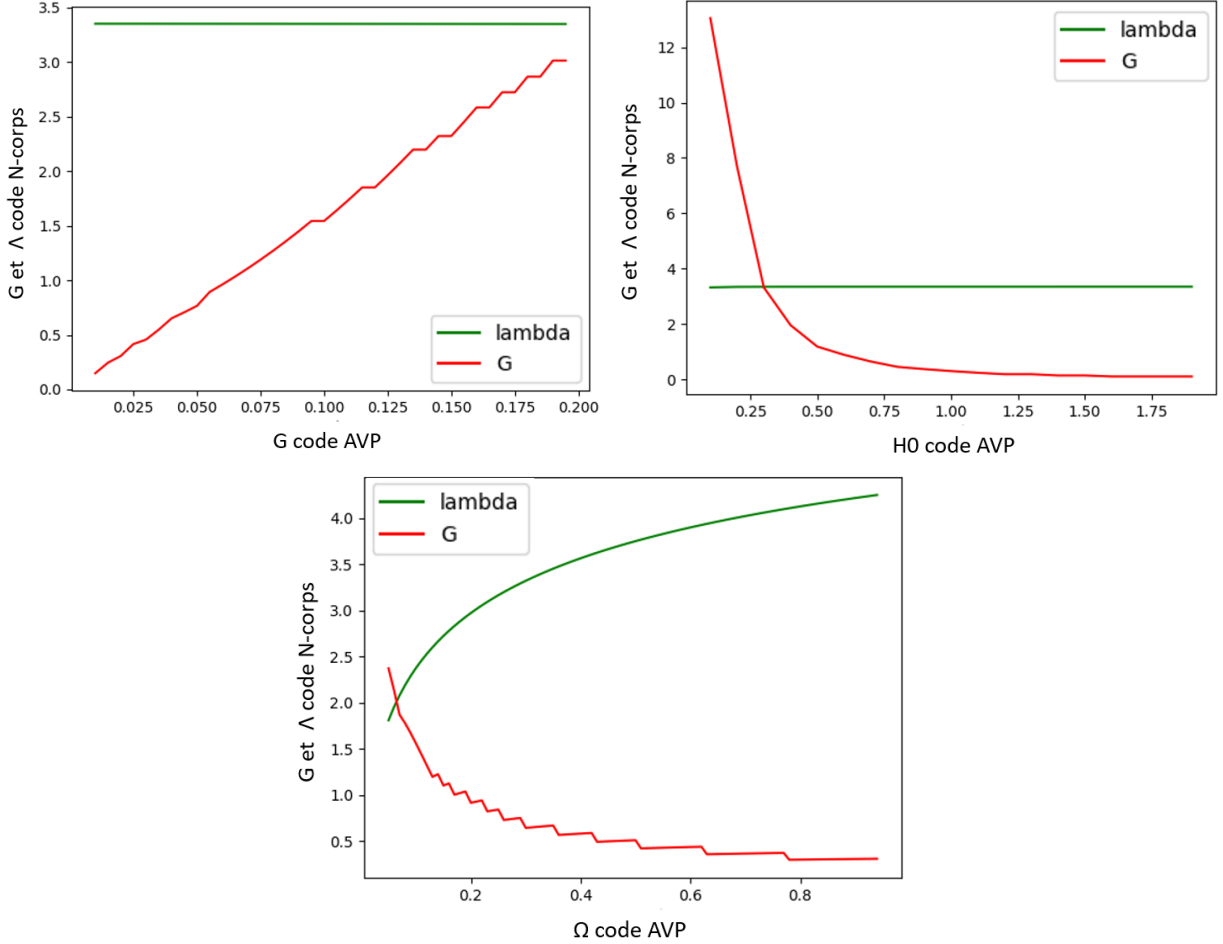 3.5
3.0
2.5
2.0
1.5
1.0
0.5
0.0
G et Λ code N-corps
lambda
G
0.025 0.050 0.075 0.100 0.125 0.150 0.175 0.200
G code AVP
12
10
8
6
4
2
0
G et Λ code N-corps
lambda
G
0.25 0.50 0.75 1.00 1.25 1.50 1.75
H0 code AVP
4.0
3.5
3.0
2.5
2.0
1.5
1.0
0.5
G et Λ code N-corps
lambda
G
0.2 0.4 0.6 0.8
Ω code AVP